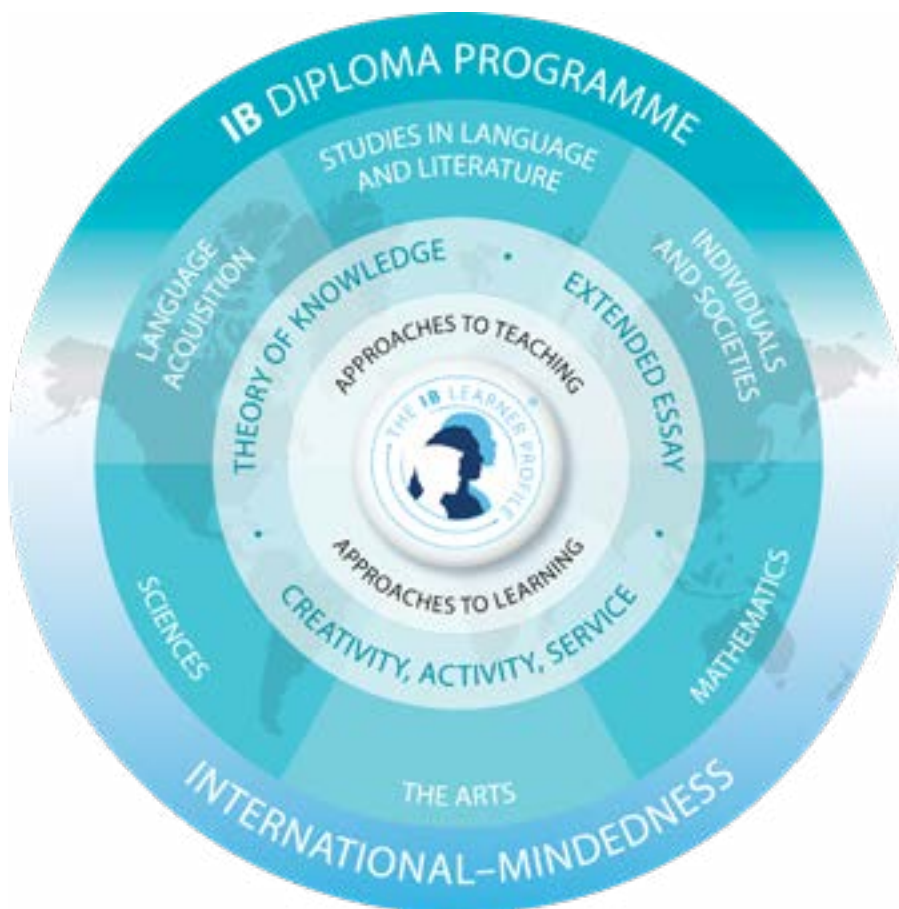 IB DIPLOMA PROGRAMME
STUDIES IN LANGUAGE
AND LITERATURE
LANGUAGE
ACQUISITION
INDIVIDUALS
AND SOCIETIES
THEORY OF KNOWLEDGE
•
EXTENDED ESSAY
•
APPROACHES TO TEACHING
THE IB LEARNER PROFILE
®
APPROACHES TO LEARNING
•
CREATIVITY, ACTIVITY, SERVICE
SCIENCES
MATHEMATICS
THE ARTS
INTERNATIONAL–MINDEDNESS